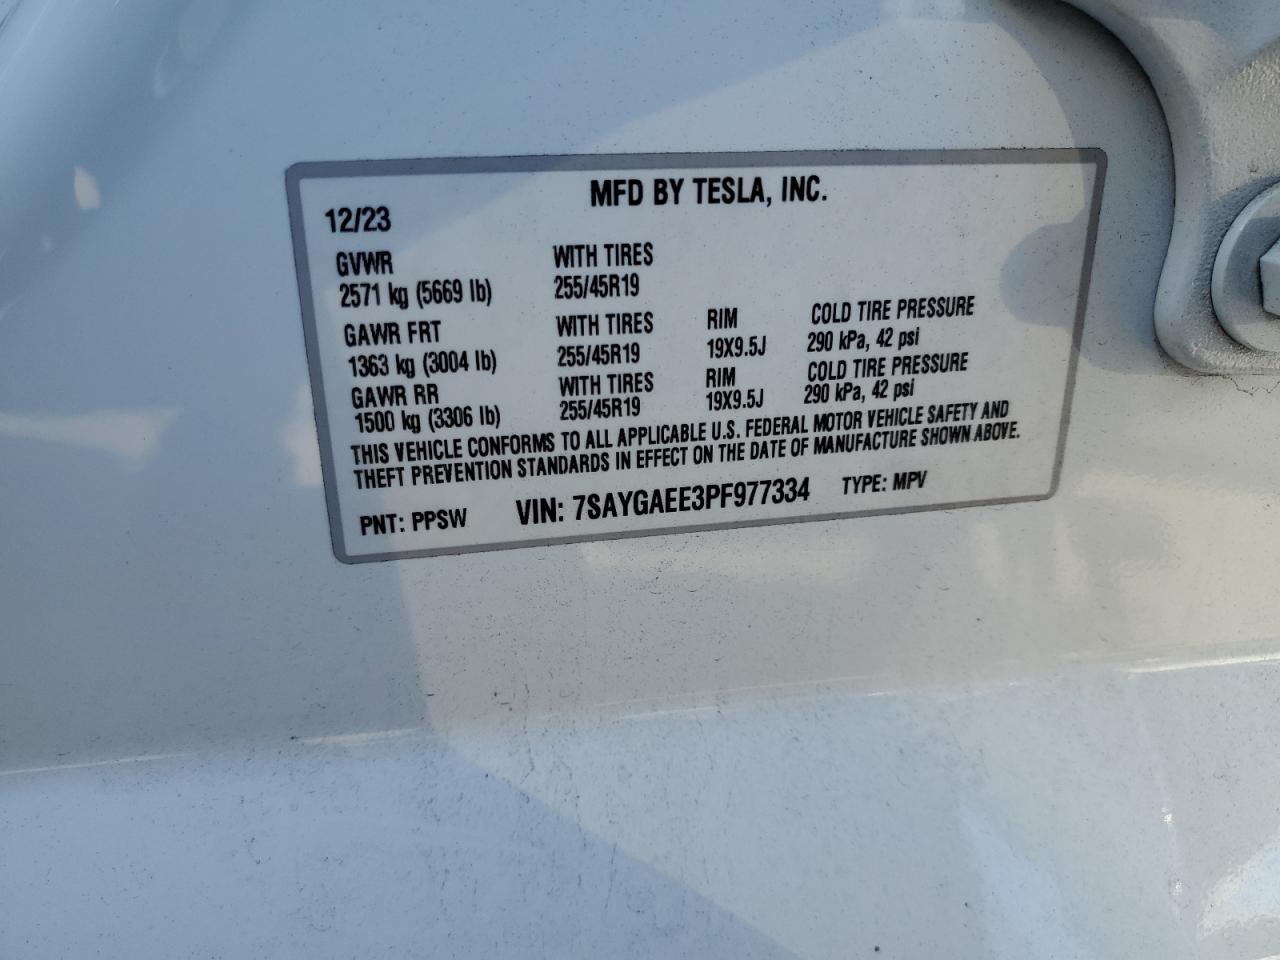 MFD BY TESLA, INC.
12/23
GVWR WITH TIRES
2571 kg (5669 lb) 255/45R19
GAWR FRT WITH TIRES RIM COLD TIRE PRESSURE
1363 kg (3004 lb) 255/45R19 19X9.5J 290 kPa, 42 psi
GAWR RR WITH TIRES RIM COLD TIRE PRESSURE
1500 kg (3306 lb) 255/45R19 19X9.5J 290 kPa, 42 psi
THIS VEHICLE CONFORMS TO ALL APPLICABLE U.S. FEDERAL MOTOR VEHICLE SAFETY AND
THEFT PREVENTION STANDARDS IN EFFECT ON THE DATE OF MANUFACTURE SHOWN ABOVE.
PNT: PPSW VIN: 7SAYGAEE3PF977334 TYPE: MPV